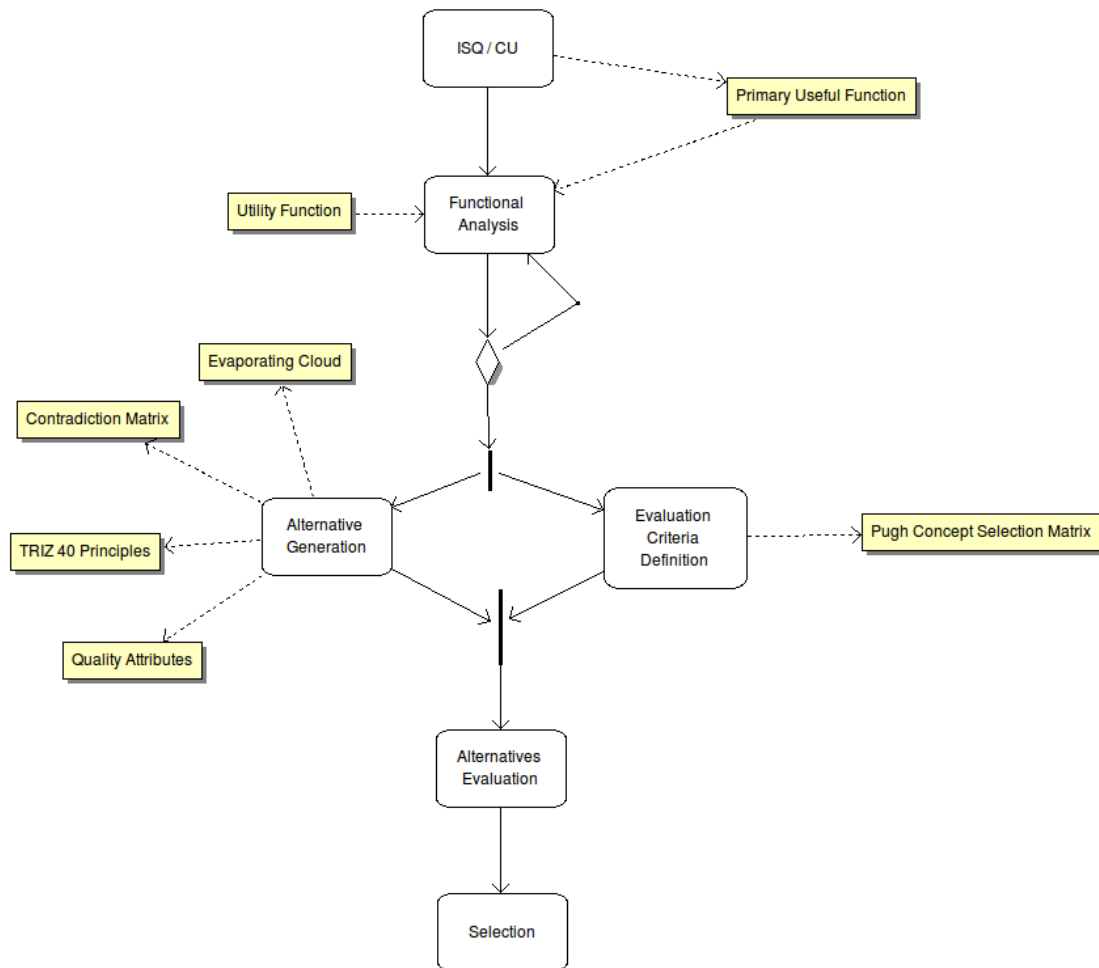 ISQ / CU
Primary Useful Function
Functional
Analysis
Utility Function
Evaporating Cloud
Contradiction Matrix
Alternative
Generation
Evaluation
Criteria
Definition
Pugh Concept Selection Matrix
TRIZ 40 Principles
Quality Attributes
Alternatives
Evaluation
Selection